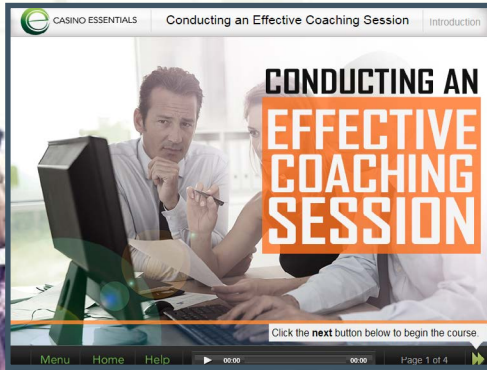 CASINO ESSENTIALS
Conducting an Effective Coaching Session
Introduction
CONDUCTING AN
EFFECTIVE
COACHING
SESSION
Click the next button below to begin the course.
Menu Home Help 00:00 00:00 Page 1 of 4